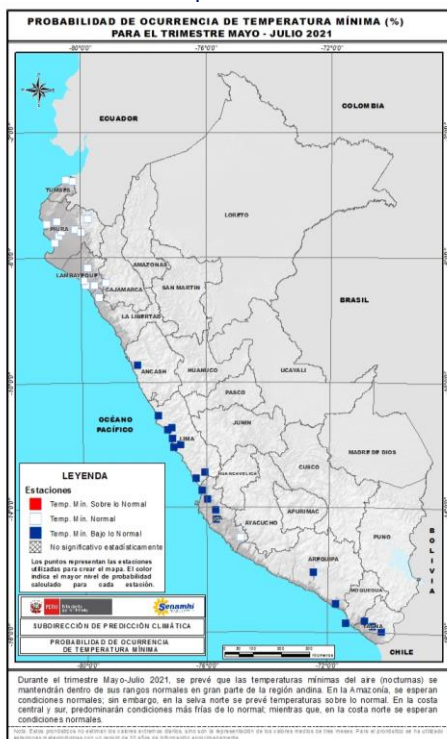 PROBABILIDAD DE OCURRENCIA DE TEMPERATURA MÍNIMA (%)
PARA EL TRIMESTRE MAYO - JULIO 2021
-80°0'0" -76°0'0" -72°0'0"
COLOMBIA
ECUADOR
TUMBES
LORETO
PIURA
AMAZONAS
LAMBAYEQUE
CAJAMARCA
SAN MARTIN
BRASIL
LA LIBERTAD
ANCASH
HUANUCO
UCAYALI
PASCO
OCÉANO
PACÍFICO
JUNIN
LIMA
MADRE DE DIOS
CUSCO
HUANCAVELICA
LEYENDA
Estaciones
Temp. Mín. Sobre lo Normal
Temp. Mín. Normal
Temp. Mín. Bajo lo Normal
No significativo estadísticamente
Los puntos representan las estaciones
utilizadas para crear el mapa. El color
indica el mayor nivel de probabilidad
calculado para cada estación.
AYACUCHO
APURIMAC
PUNO
BOLIVIA
AREQUIPA
MOQUEGUA
TACNA
CHILE
PERÚ
Senamhi
SUBDIRECCIÓN DE PREDICCIÓN CLIMÁTICA
PROBABILIDAD DE OCURRENCIA
DE TEMPERATURA MÍNIMA
Durante el trimestre Mayo-Julio 2021, se prevé que las temperaturas mínimas del aire (nocturnas) se
mantendrán dentro de sus rangos normales en gran parte de la región andina. En la Amazonía, se esperan
condiciones normales; sin embargo, en la selva norte se prevé temperaturas sobre lo normal. En la costa
central y sur, predominarán condiciones más frías de lo normal; mientras que, en la costa norte se esperan
condiciones normales.